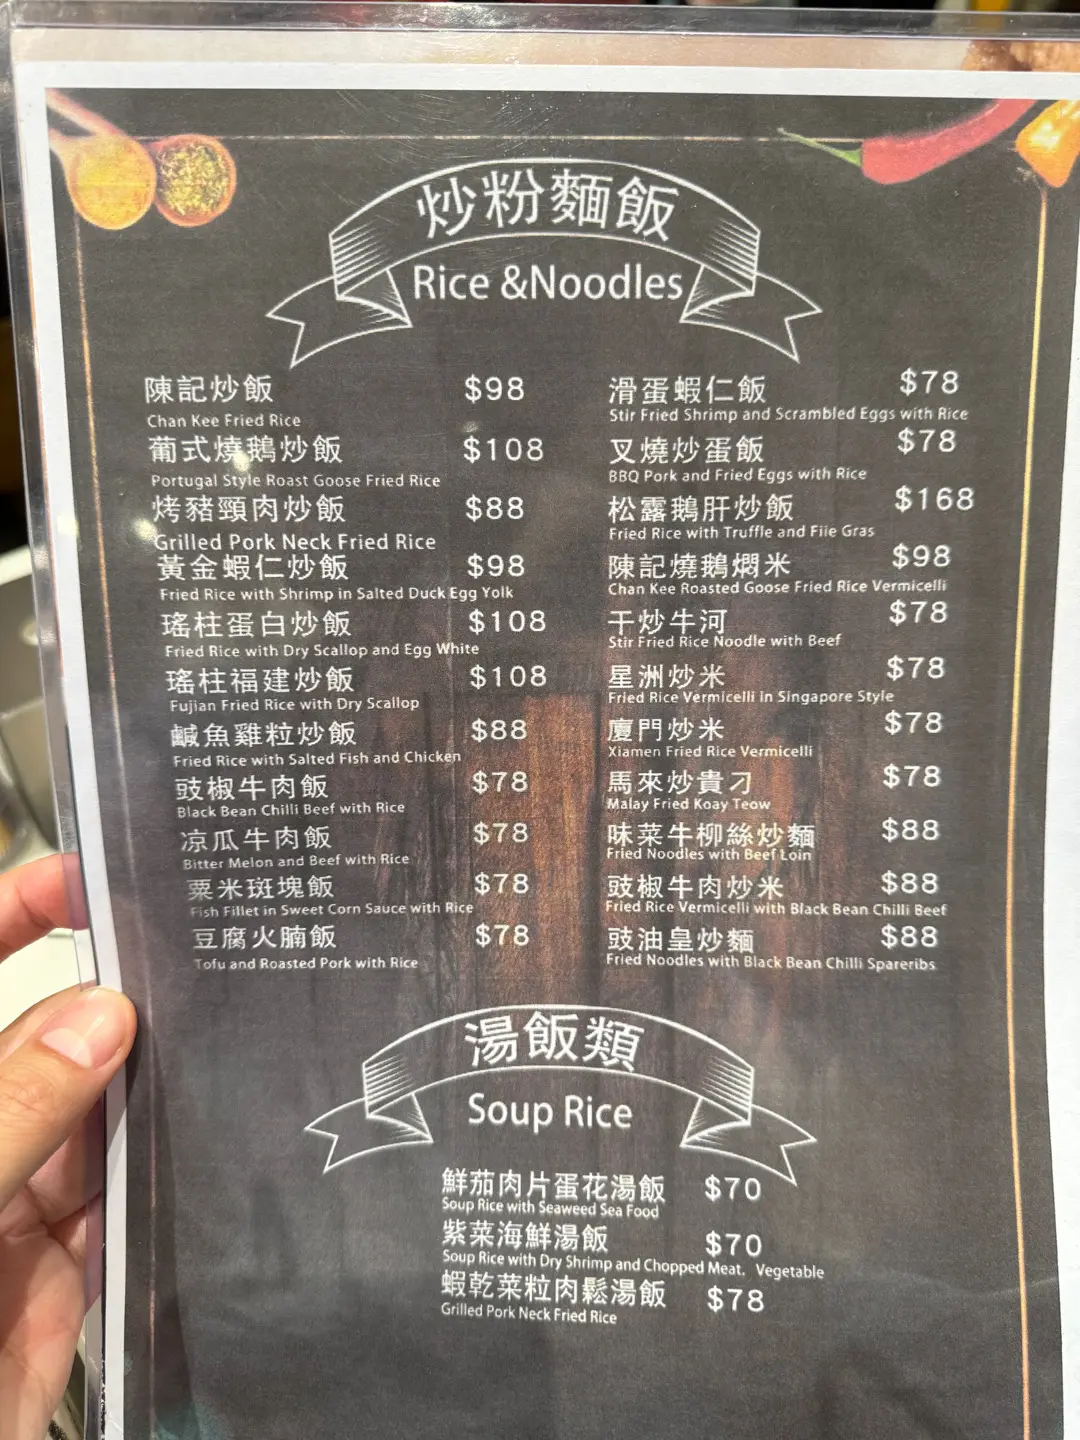 炒粉麵飯
Rice &Noodles
陳記炒飯 $98
Chan Kee Fried Rice
葡式燒鵝炒飯 $108
Portugal Style Roast Goose Fried Rice
烤豬頸肉炒飯 $88
Grilled Pork Neck Fried Rice
黃金蝦仁炒飯 $98
Fried Rice with Shrimp in Salted Duck Egg Yolk
瑤柱蛋白炒飯 $108
Fried Rice with Dry Scallop and Egg White
瑤柱福建炒飯 $108
Fujian Fried Rice with Dry Scallop
鹹魚雞粒炒飯 $88
Fried Rice with Salted Fish and Chicken
豉椒牛肉飯 $78
Black Bean Chilli Beef with Rice
凉瓜牛肉飯 $78
Bitter Melon and Beef with Rice
粟米斑塊飯 $78
Fish Fillet in Sweet Corn Sauce with Rice
豆腐火腩飯 $78
Tofu and Roasted Pork with Rice
滑蛋蝦仁飯 $78
Stir Fried Shrimp and Scrambled Eggs with Rice
叉燒炒蛋飯 $78
BBQ Pork and Fried Eggs with Rice
松露鵝肝炒飯 $168
Fried Rice with Truffle and Fiie Gras
陳記燒鵝燜米 $98
Chan Kee Roasted Goose Fried Rice Vermicelli
干炒牛河 $78
Stir Fried Rice Noodle with Beef
星洲炒米 $78
Fried Rice Vermicelli in Singapore Style
廈門炒米 $78
Xiamen Fried Rice Vermicelli
馬來炒貴刁 $78
Malay Fried Koay Teow
味菜牛柳絲炒麵 $88
Fried Noodles with Beef Loin
豉椒牛肉炒米 $88
Fried Rice Vermicelli with Black Bean Chilli Beef
豉油皇炒麵 $88
Fried Noodles with Black Bean Chilli Spareribs
湯飯類
Soup Rice
鮮茄肉片蛋花湯飯 $70
Soup Rice with Seaweed Sea Food
紫菜海鮮湯飯 $70
Soup Rice with Dry Shrimp and Chopped Meat, Vegetable
蝦乾菜粒肉鬆湯飯 $78
Grilled Pork Neck Fried Rice